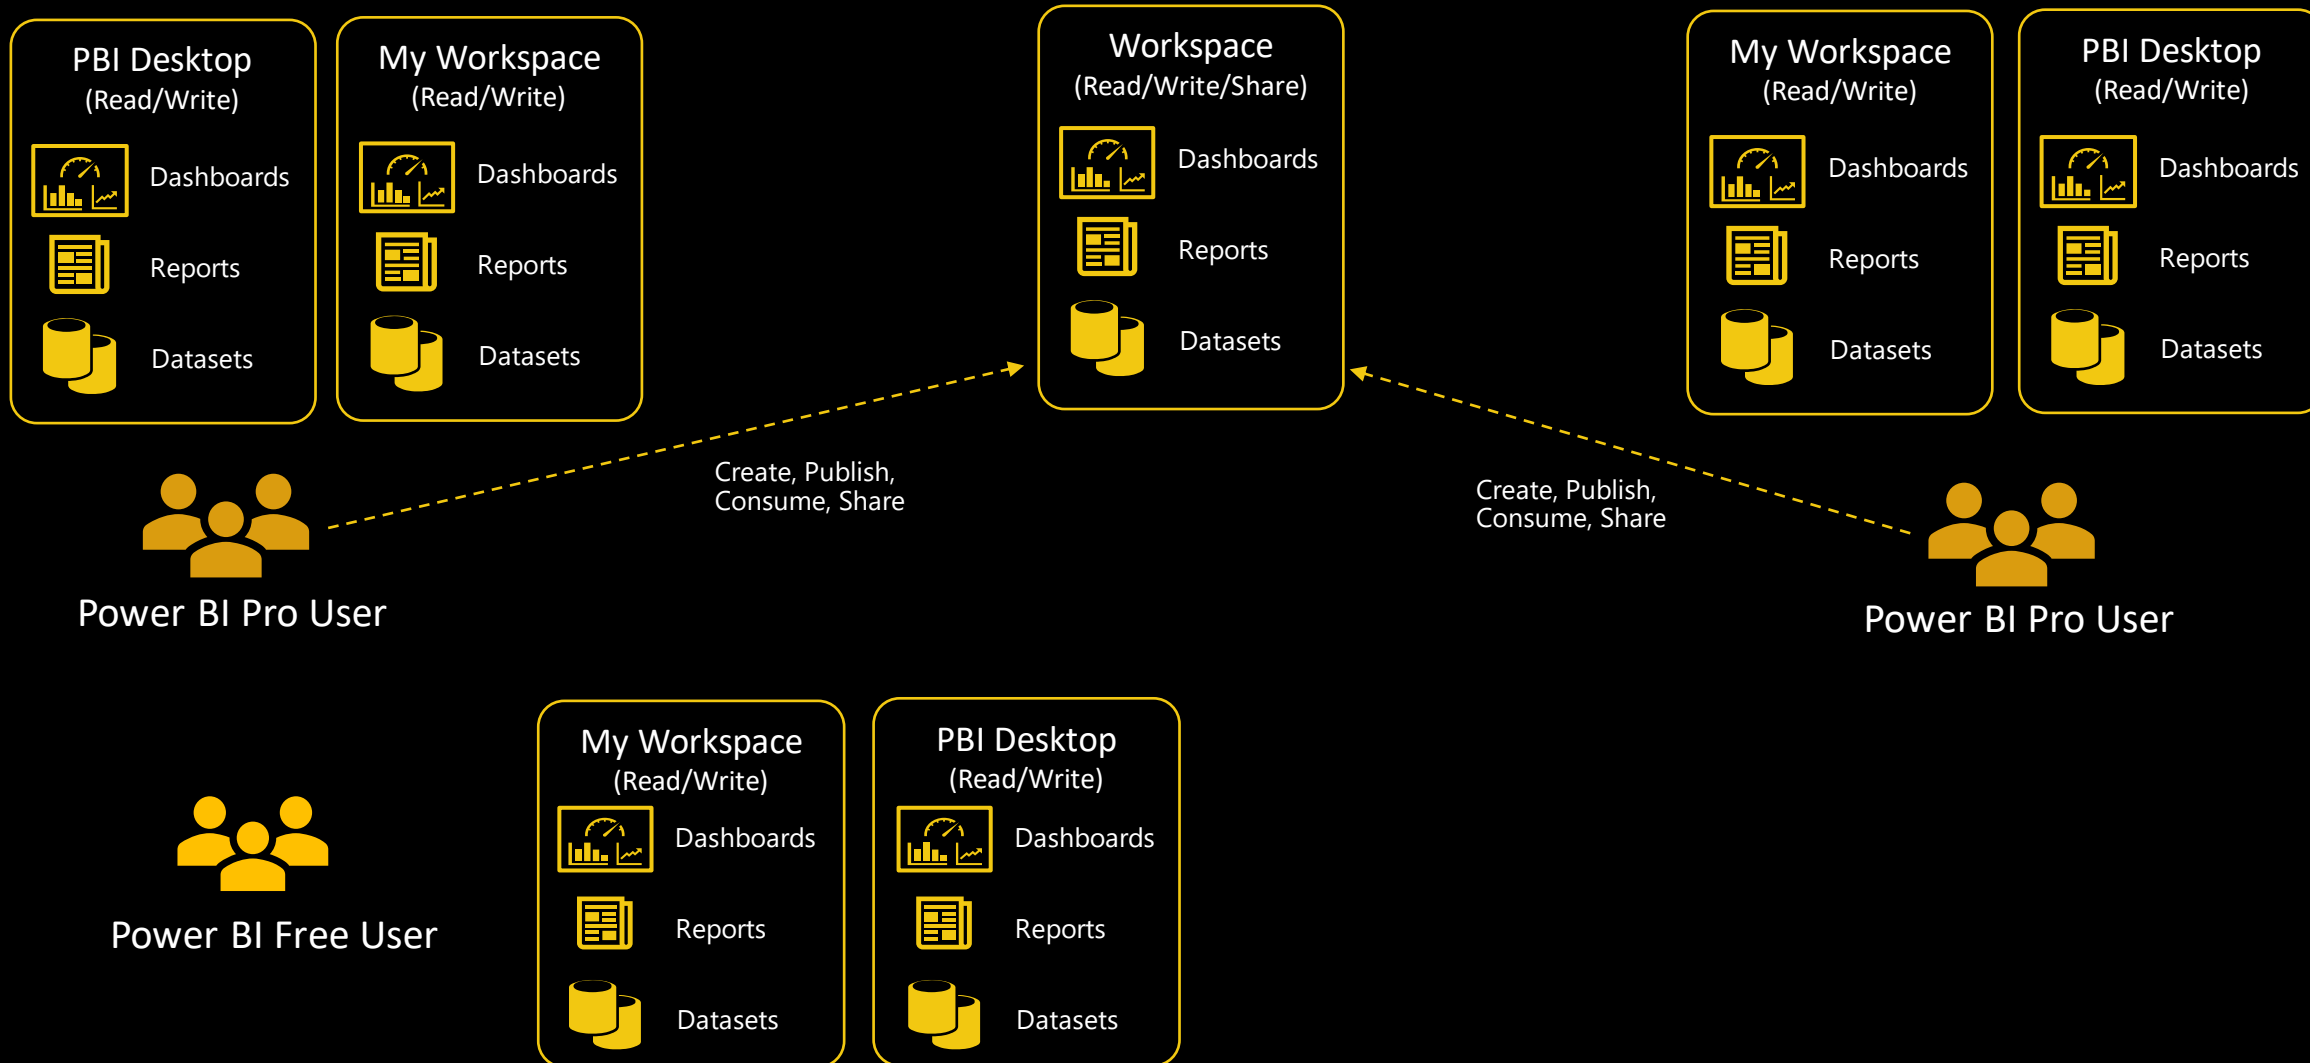 PBI Desktop
(Read/Write)
Dashboards
Reports
Datasets
My Workspace
(Read/Write)
Dashboards
Reports
Datasets
Workspace
(Read/Write/Share)
Dashboards
Reports
Datasets
My Workspace
(Read/Write)
Dashboards
Reports
Datasets
PBI Desktop
(Read/Write)
Dashboards
Reports
Datasets
Create, Publish,
Consume, Share
Create, Publish,
Consume, Share
Power BI Pro User
Power BI Pro User
Power BI Free User
My Workspace
(Read/Write)
Dashboards
Reports
Datasets
PBI Desktop
(Read/Write)
Dashboards
Reports
Datasets